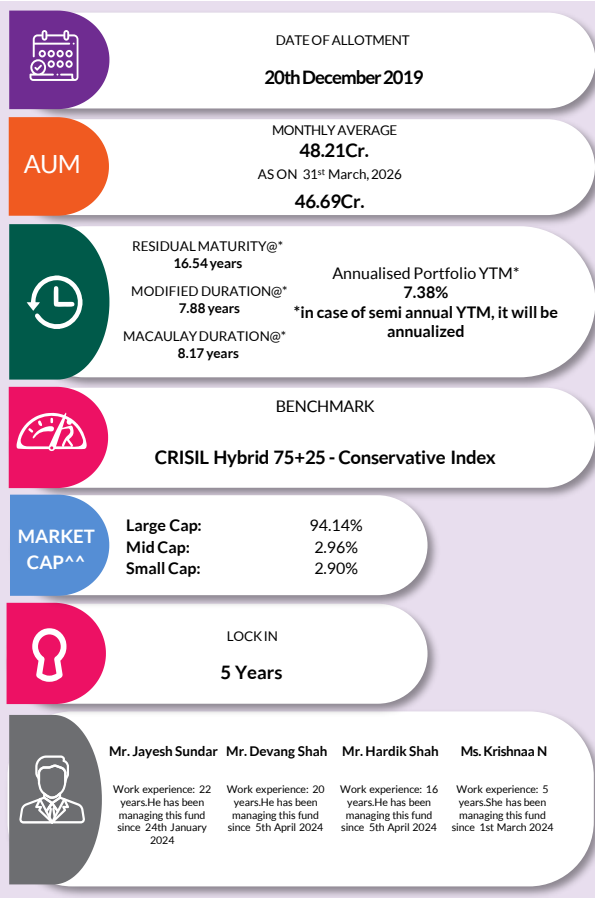 DATE OF ALLOTMENT
20th December 2019
AUM
MONTHLY AVERAGE
48.21Cr.
AS ON 31st March, 2026
46.69Cr.
RESIDUAL MATURITY@*
16.54 years
MODIFIED DURATION@*
7.88 years
MACAULAY DURATION@*
8.17 years
Annualised Portfolio YTM*
7.38%
*in case of semi annual YTM, it will be
annualized
BENCHMARK
CRISIL Hybrid 75+25 - Conservative Index
MARKET
CAP^^
Large Cap: 94.14%
Mid Cap: 2.96%
Small Cap: 2.90%
LOCK IN
5 Years
Mr. Jayesh Sundar
Work experience: 22
years.He has been
managing this fund
since 24th January
2024
Mr. Devang Shah
Work experience: 20
years.He has been
managing this fund
since 5th April 2024
Mr. Hardik Shah
Work experience: 16
years.He has been
managing this fund
since 5th April 2024
Ms. Krishnaa N
Work experience: 5
years.She has been
managing this fund
since 1st March 2024